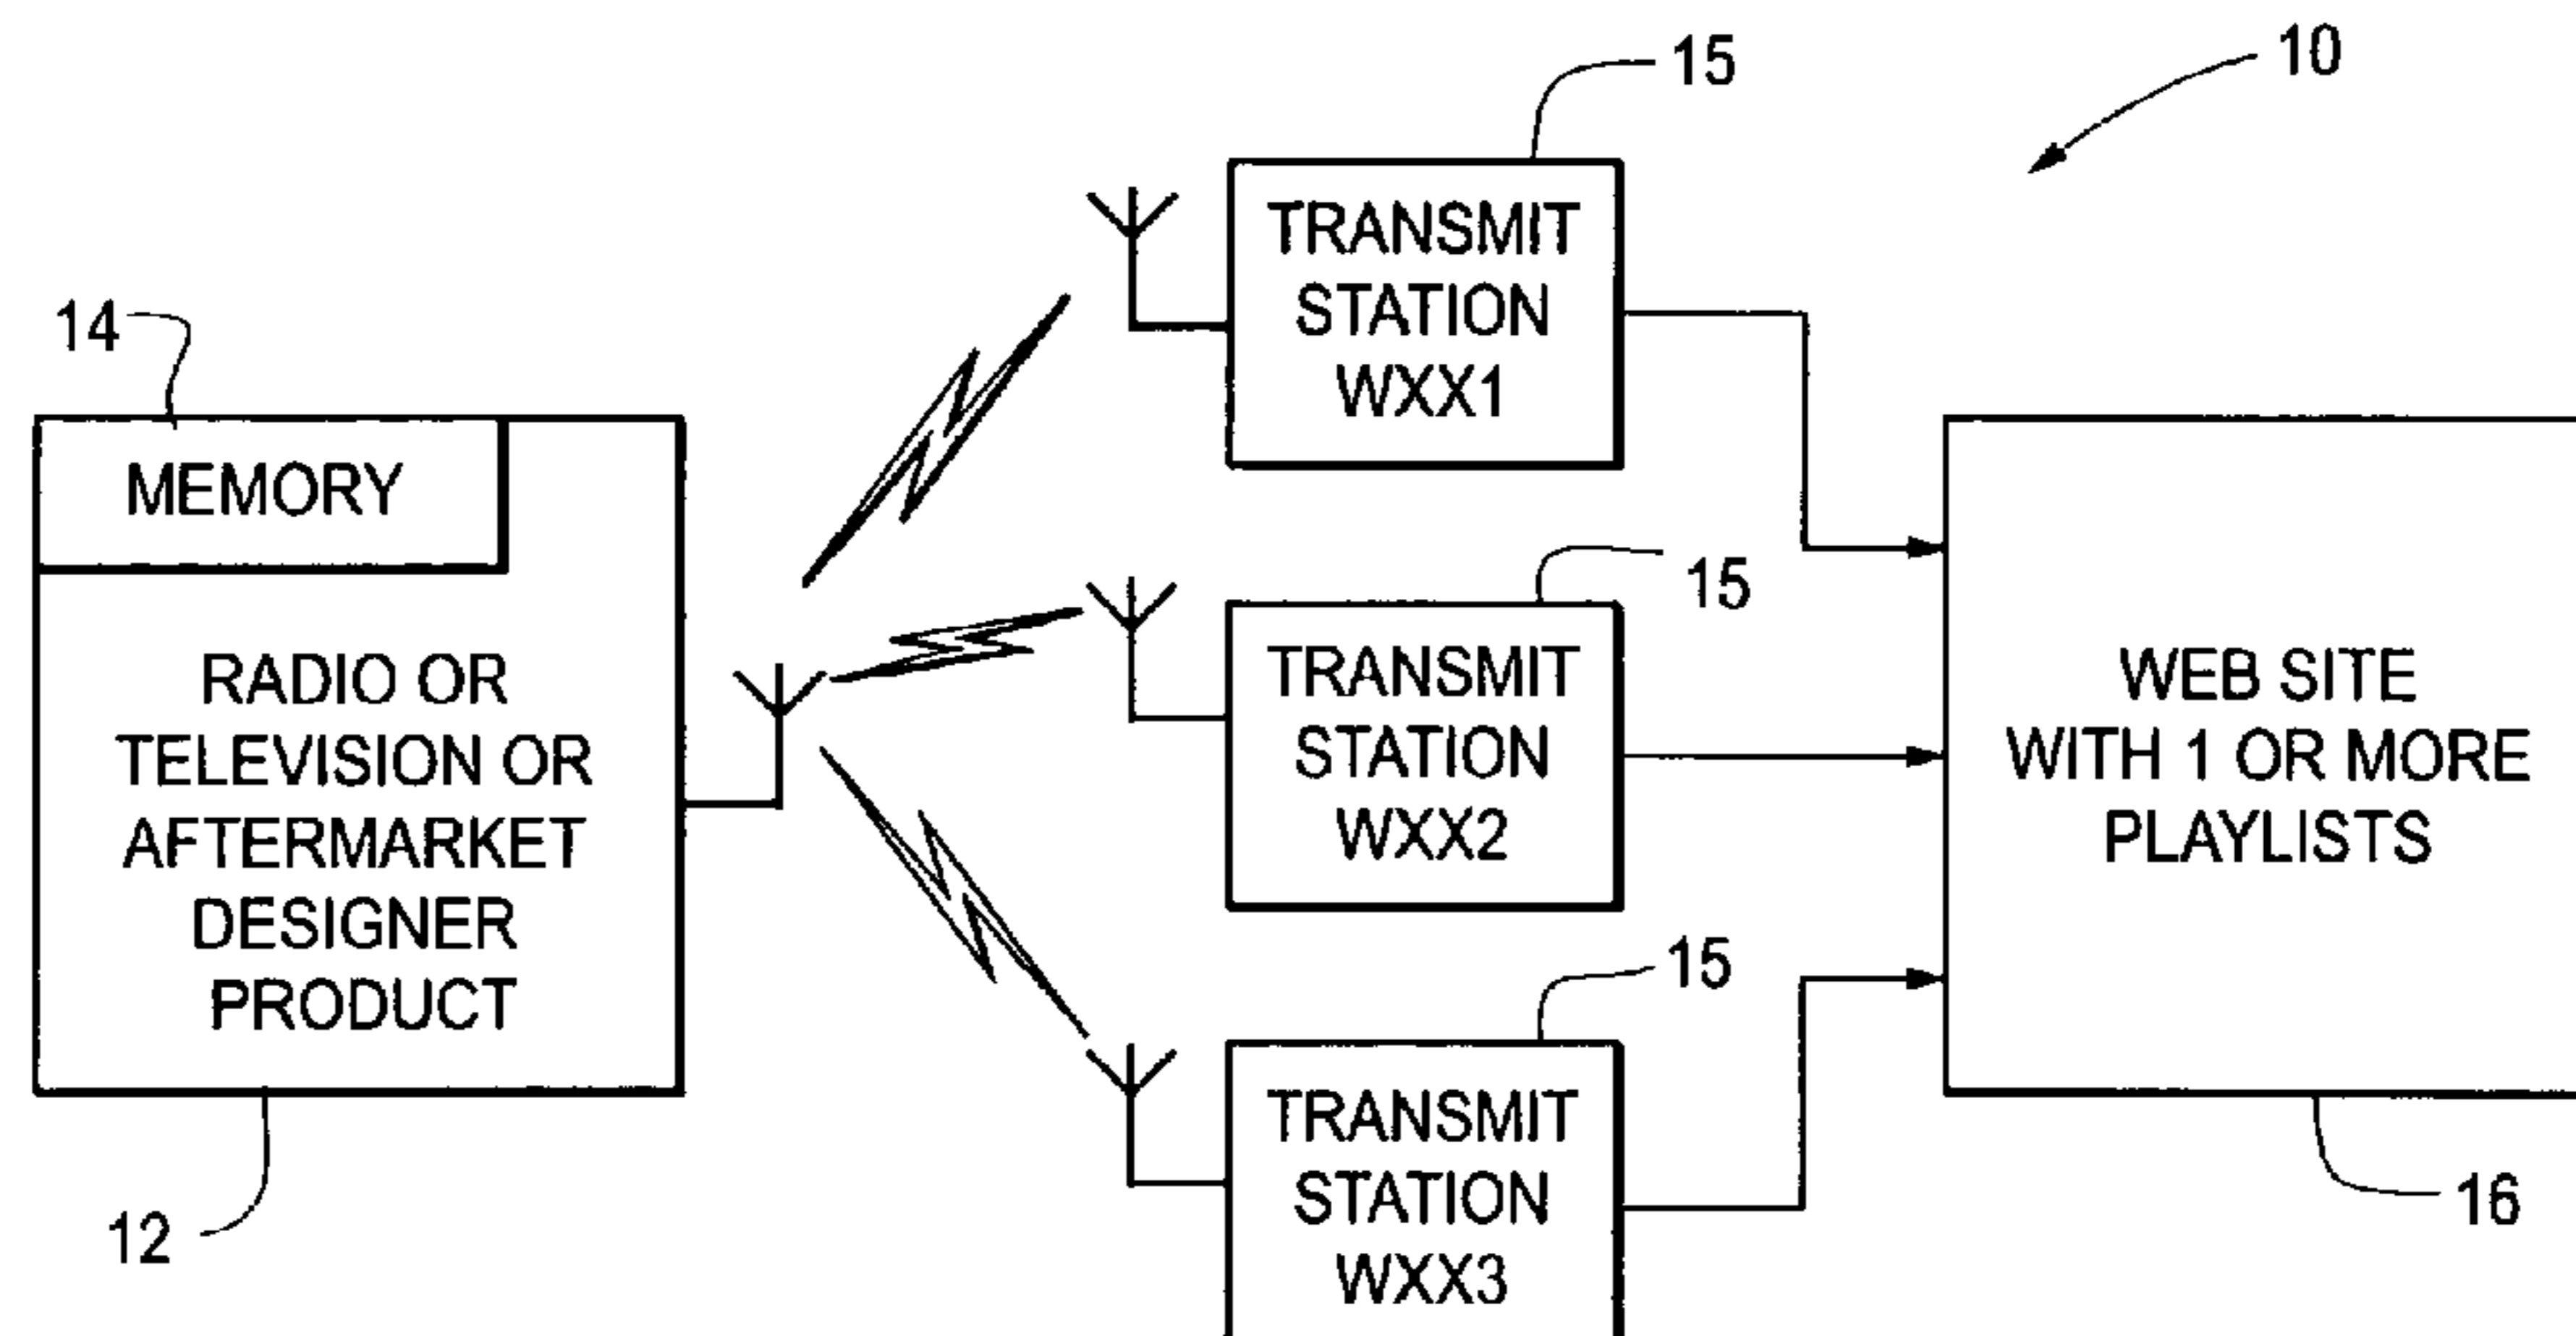 10
15
TRANSMIT
STATION
WXX1
14
MEMORY
RADIO OR
TELEVISION OR
AFTERMARKET
DESIGNER
PRODUCT
12
15
TRANSMIT
STATION
WXX2
15
TRANSMIT
STATION
WXX3
WEB SITE
WITH 1 OR MORE
PLAYLISTS
16